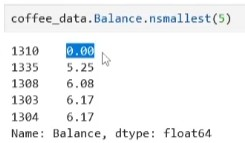 coffee_data.Balance.nsmallest(5)
1310 0.00
1335 5.25
1308 6.08
1303 6.17
1304 6.17
Name: Balance, dtype: float64